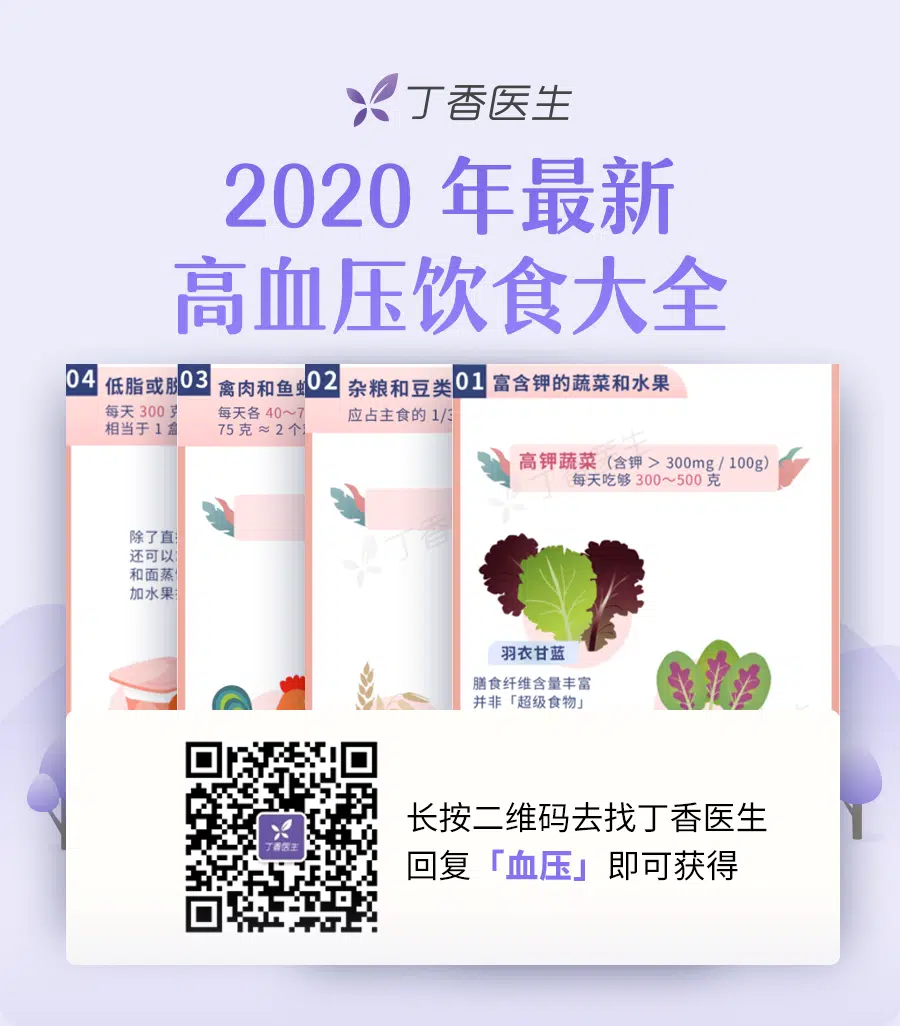 丁香医生
2020 年最新
高血压饮食大全
04 低脂或脱
每天 300 克
相当于 1 盒
除了直
还可以
和面蒸
加水果
03 禽肉和鱼虾
每天各 40～7
75 克 ≈ 2 个
02 杂粮和豆类
应占主食的 1/3
01 富含钾的蔬菜和水果
高钾蔬菜（含钾 ＞ 300mg / 100g）
每天吃够 300～500 克
羽衣甘蓝
膳食纤维含量丰富
并非「超级食物」
丁香医生
长按二维码去找丁香医生
回复「血压」即可获得